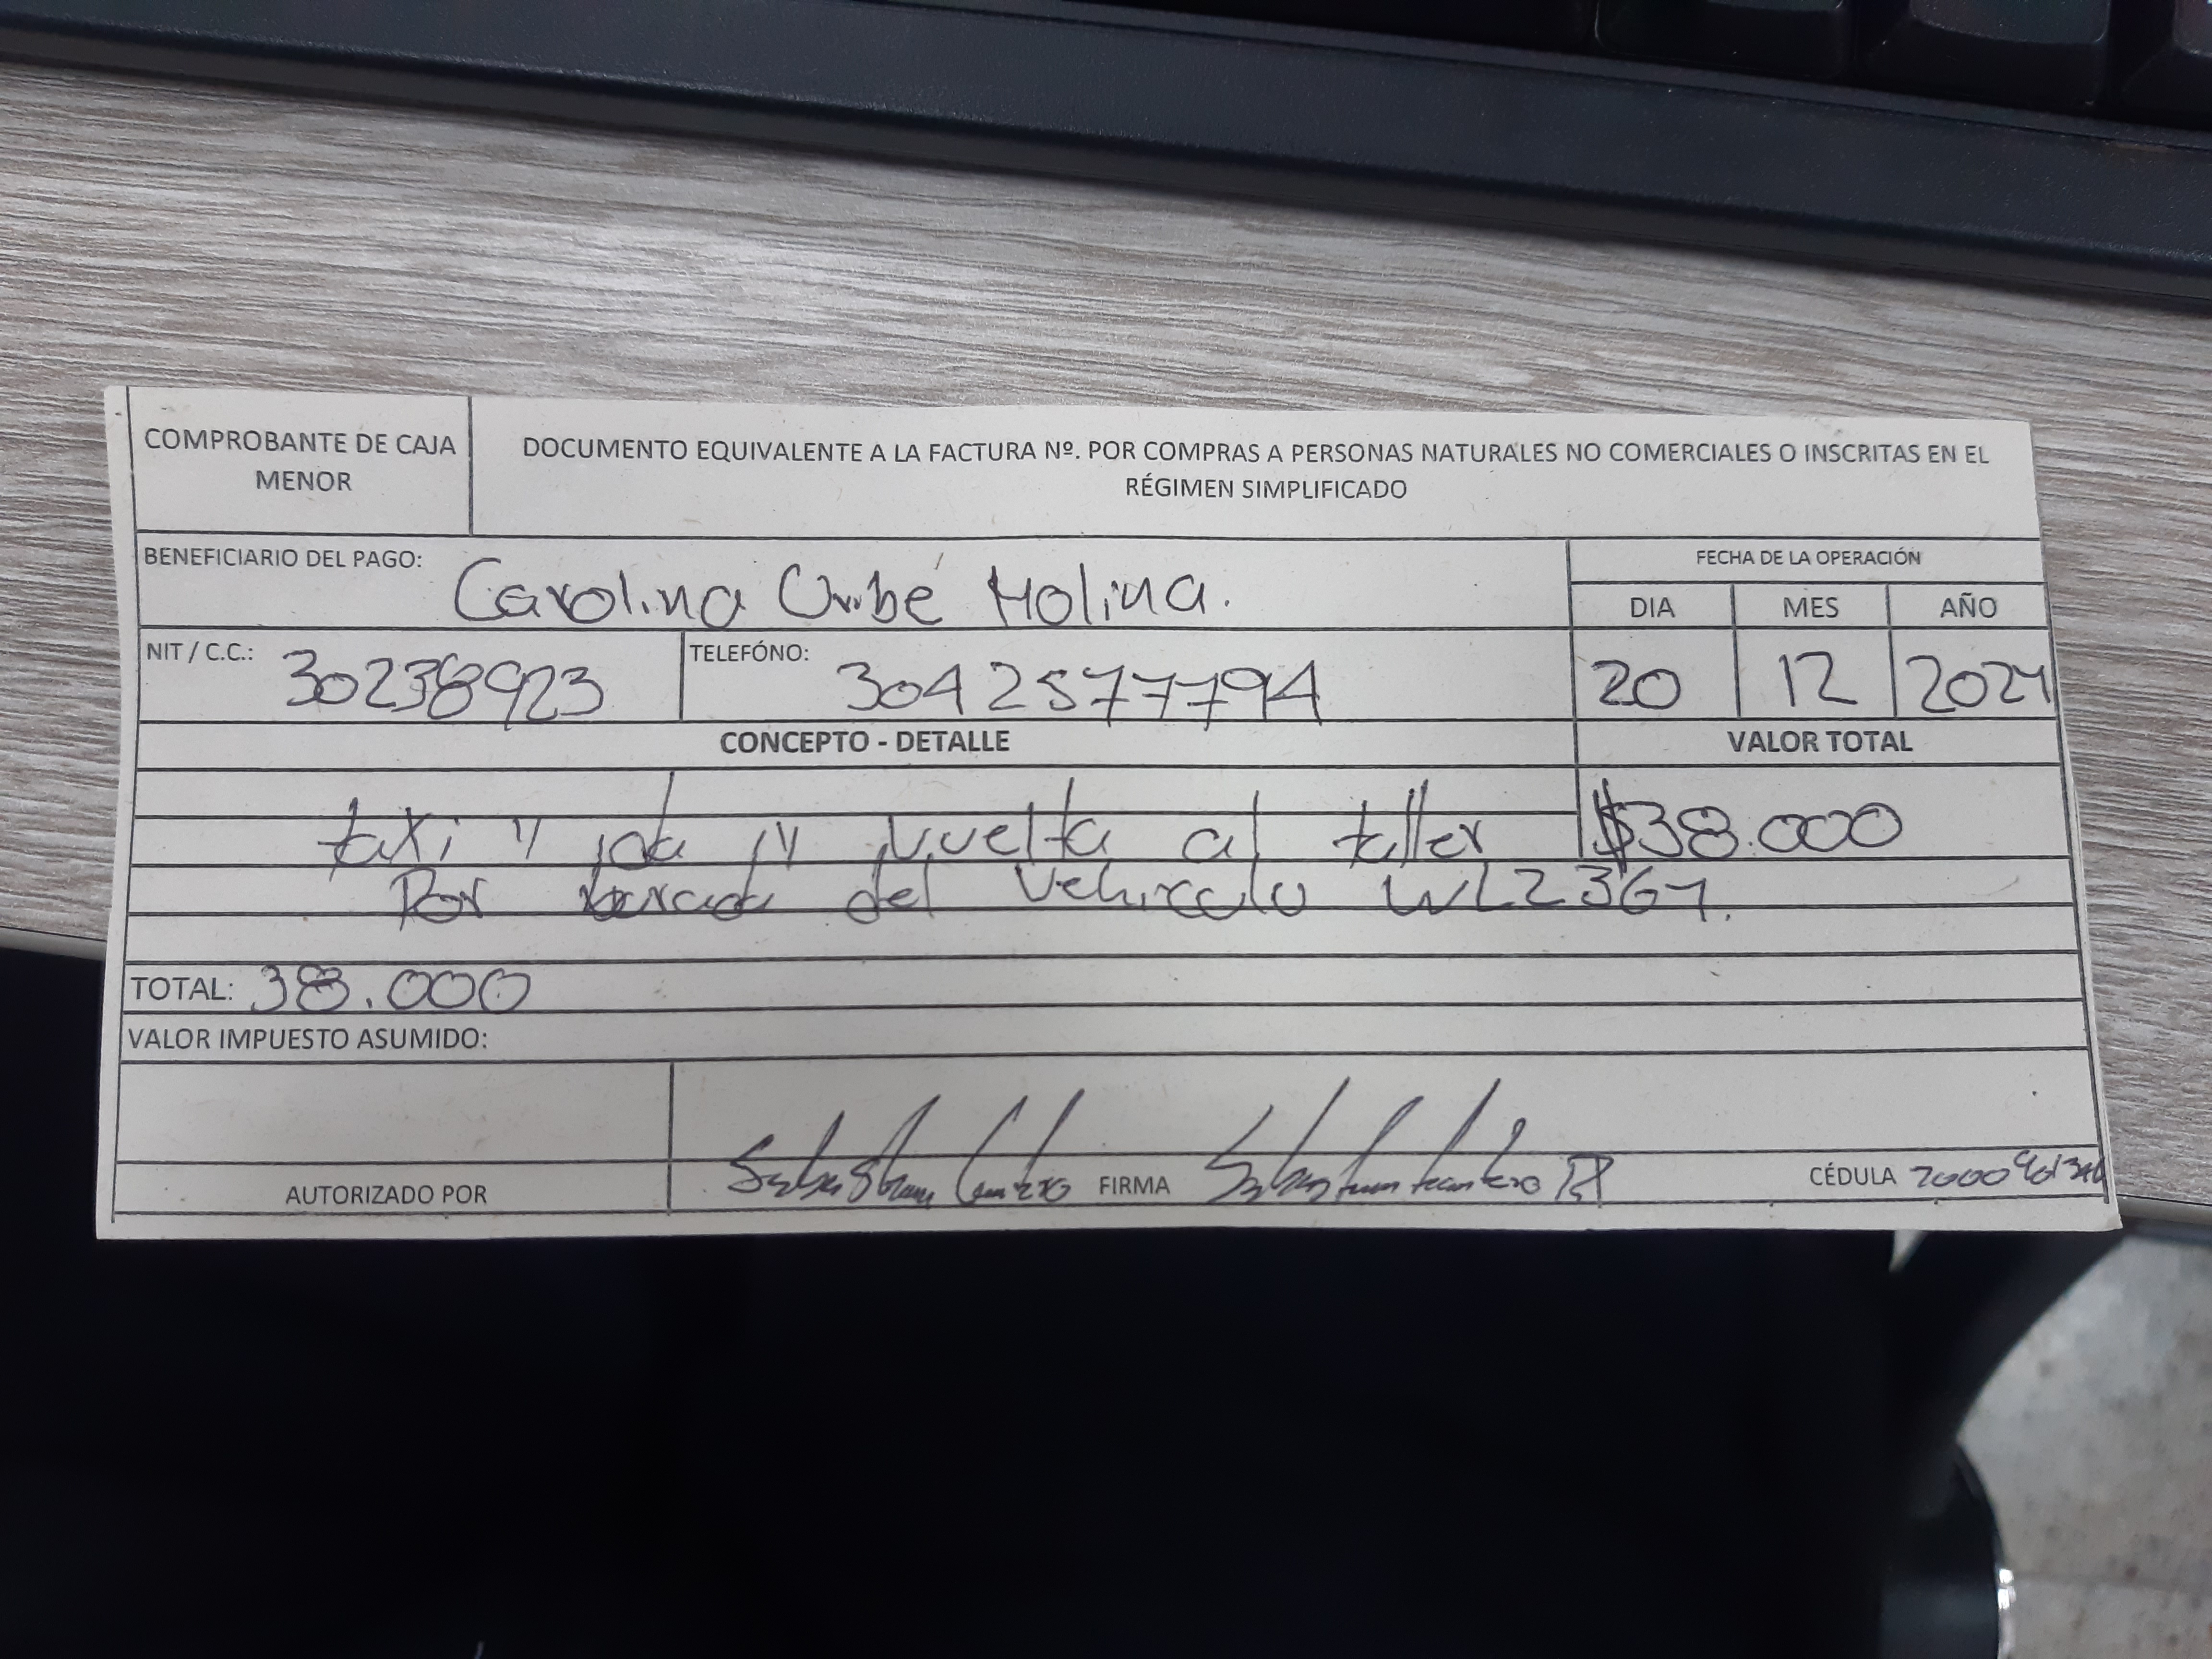 COMPROBANTE DE CAJA MENOR
DOCUMENTO EQUIVALENTE A LA FACTURA Nº. POR COMPRAS A PERSONAS NATURALES NO COMERCIALES O INSCRITAS EN EL
RÉGIMEN SIMPLIFICADO
BENEFICIARIO DEL PAGO: Carolina Uribe Molina.
FECHA DE LA OPERACIÓN
DIA MES AÑO
NIT / C.C.: 30238923 TELEFÓNO: 3042577794 20 12 2021
CONCEPTO - DETALLE VALOR TOTAL
taxi y ida y vuelta al taller $38.000
Por del vehiculo
TOTAL: 38.000
VALOR IMPUESTO ASUMIDO:
AUTORIZADO POR FIRMA CÉDULA